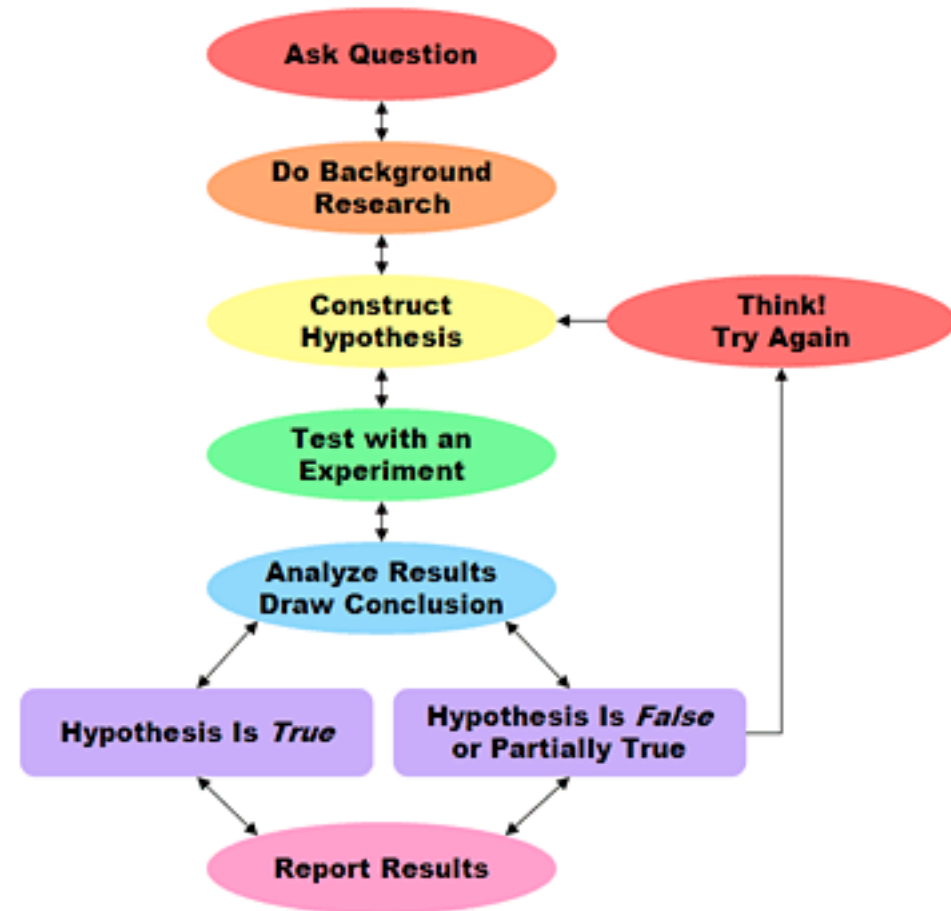 Ask Question
Do Background
Research
Construct
Hypothesis
Think!
Try Again
Test with an
Experiment
Analyze Results
Draw Conclusion
Hypothesis Is True
Hypothesis Is False
or Partially True
Report Results